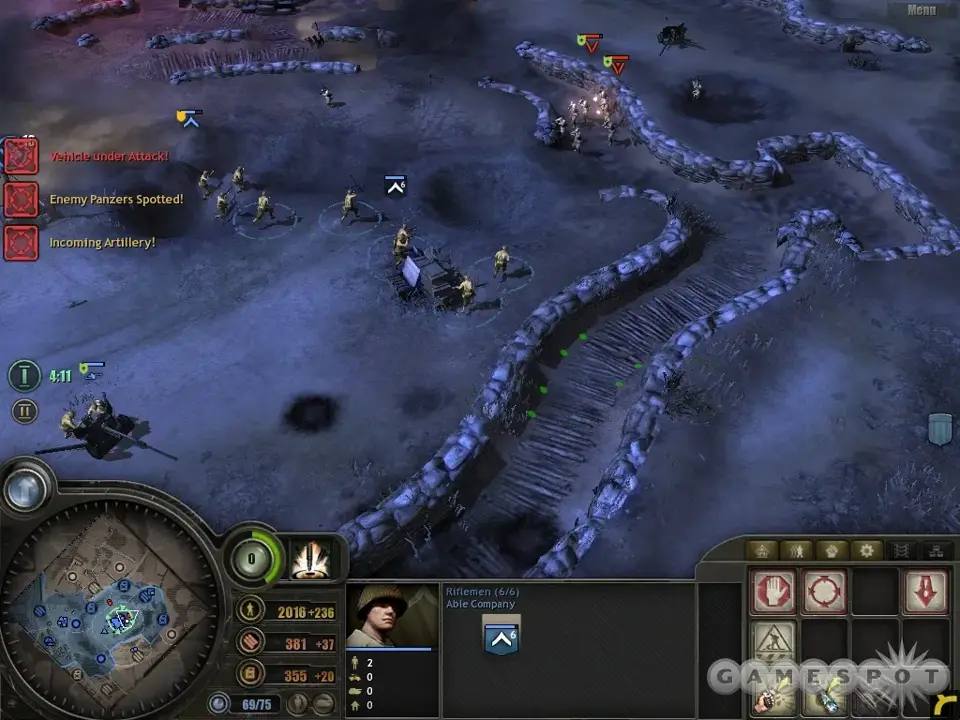 Menu
Vehicle under Attack!
Enemy Panzers Spotted!
Incoming Artillery!
4:11
0
2016 +236
381 +37
355 +20
69/75
Riflemen (6/6)
Able Company
6
6
2
0
0
0
GAMESPOT